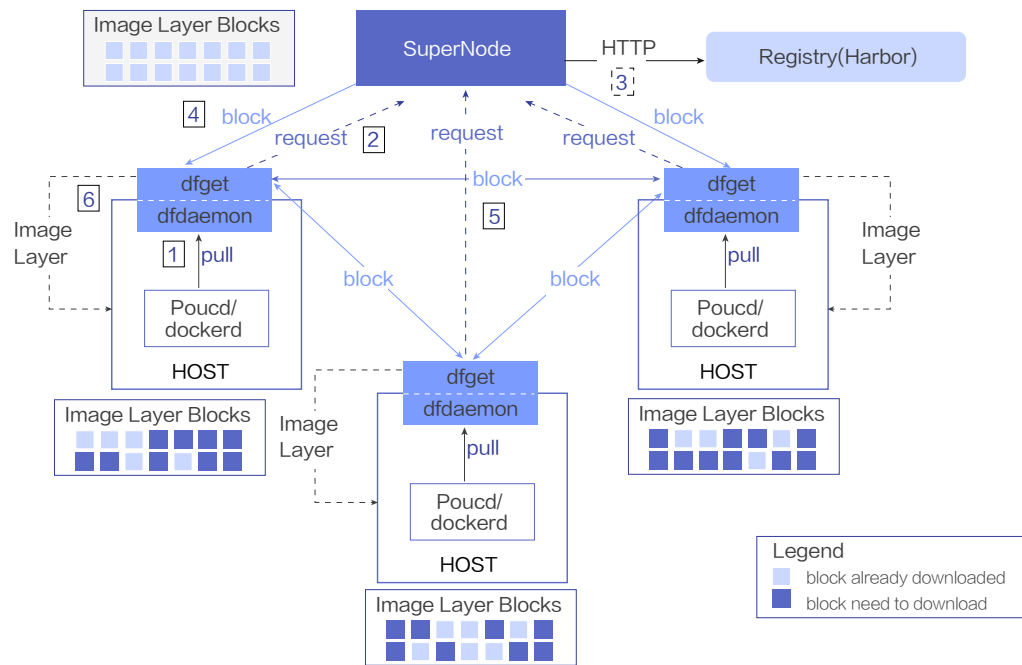 Image Layer Blocks
SuperNode
HTTP
3
Registry(Harbor)
4
block
request
2
request
request
block
6
dfget
dfdaemon
block
5
dfget
dfdaemon
Image
Layer
1
pull
Poucd/
dockerd
HOST
block
block
pull
Poucd/
dockerd
HOST
Image
Layer
Image Layer Blocks
dfget
dfdaemon
Image
Layer
pull
Poucd/
dockerd
HOST
Image Layer Blocks
Image Layer Blocks
Legend
block already downloaded
block need to download